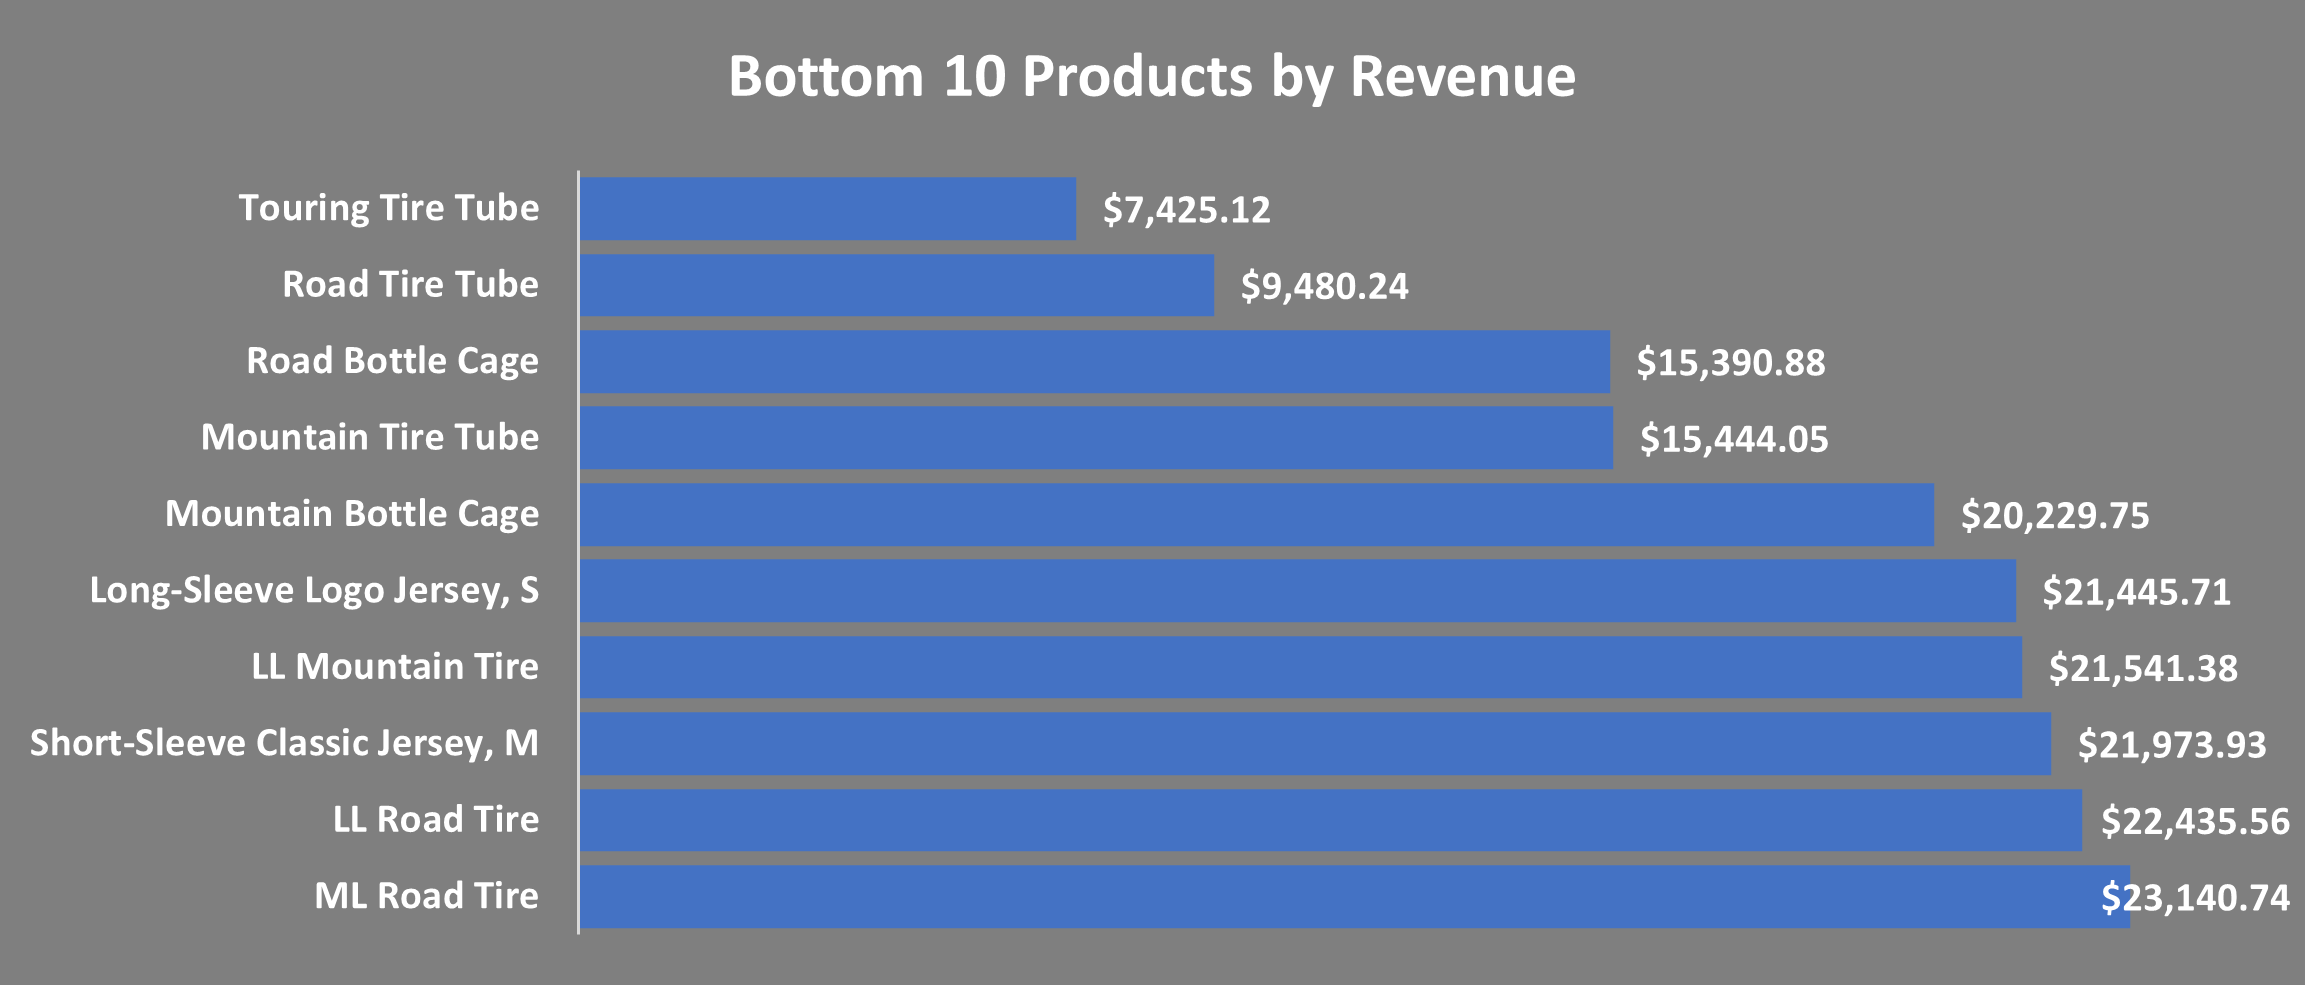 Bottom 10 Products by Revenue
Touring Tire Tube $7,425.12
Road Tire Tube $9,480.24
Road Bottle Cage $15,390.88
Mountain Tire Tube $15,444.05
Mountain Bottle Cage $20,229.75
Long-Sleeve Logo Jersey, S $21,445.71
LL Mountain Tire $21,541.38
Short-Sleeve Classic Jersey, M $21,973.93
LL Road Tire $22,435.56
ML Road Tire $23,140.74